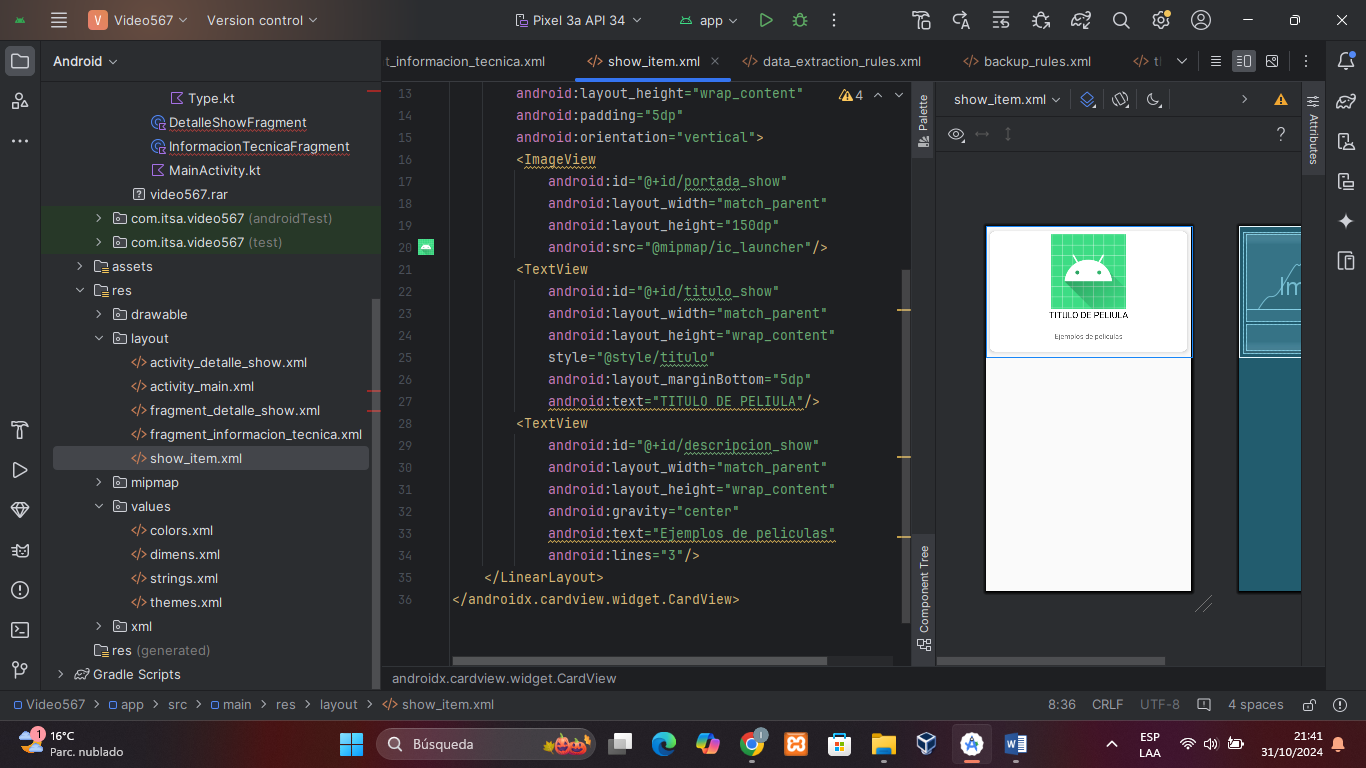 V Video567 Version control Pixel 3a API 34 app
Android
Type.kt
DetalleShowFragment
InformacionTecnicaFragment
MainActivity.kt
video567.rar
com.itsa.video567 (androidTest)
com.itsa.video567 (test)
assets
res
drawable
layout
activity_detalle_show.xml
activity_main.xml
fragment_detalle_show.xml
fragment_informacion_tecnica.xml
show_item.xml
mipmap
values
colors.xml
dimens.xml
strings.xml
themes.xml
xml
res (generated)
Gradle Scripts
t_informacion_tecnica.xml show_item.xml data_extraction_rules.xml backup_rules.xml tl
4
13 android:layout_height="wrap_content"
14 android:padding="5dp"
15 android:orientation="vertical">
16 <ImageView
17 android:id="@+id/portada_show"
18 android:layout_width="match_parent"
19 android:layout_height="150dp"
20 android:src="@mipmap/ic_launcher"/>
21 <TextView
22 android:id="@+id/titulo_show"
23 android:layout_width="match_parent"
24 android:layout_height="wrap_content"
25 style="@style/titulo"
26 android:layout_marginBottom="5dp"
27 android:text="TITULO DE PELIULA"/>
28 <TextView
29 android:id="@+id/descripcion_show"
30 android:layout_width="match_parent"
31 android:layout_height="wrap_content"
32 android:gravity="center"
33 android:text="Ejemplos de peliculas"
34 android:lines="3"/>
35 </LinearLayout>
36 </androidx.cardview.widget.CardView>
androidx.cardview.widget.CardView
Palette
Component Tree
show_item.xml
?
TITULO DE PELIULA
Ejemplos de peliculas
Im
Attributes
Video567 > app > src > main > res > layout > show_item.xml
8:36 CRLF UTF-8 4 spaces
1
16°C
Parc. nublado
Búsqueda
ESP
LAA
21:41
31/10/2024